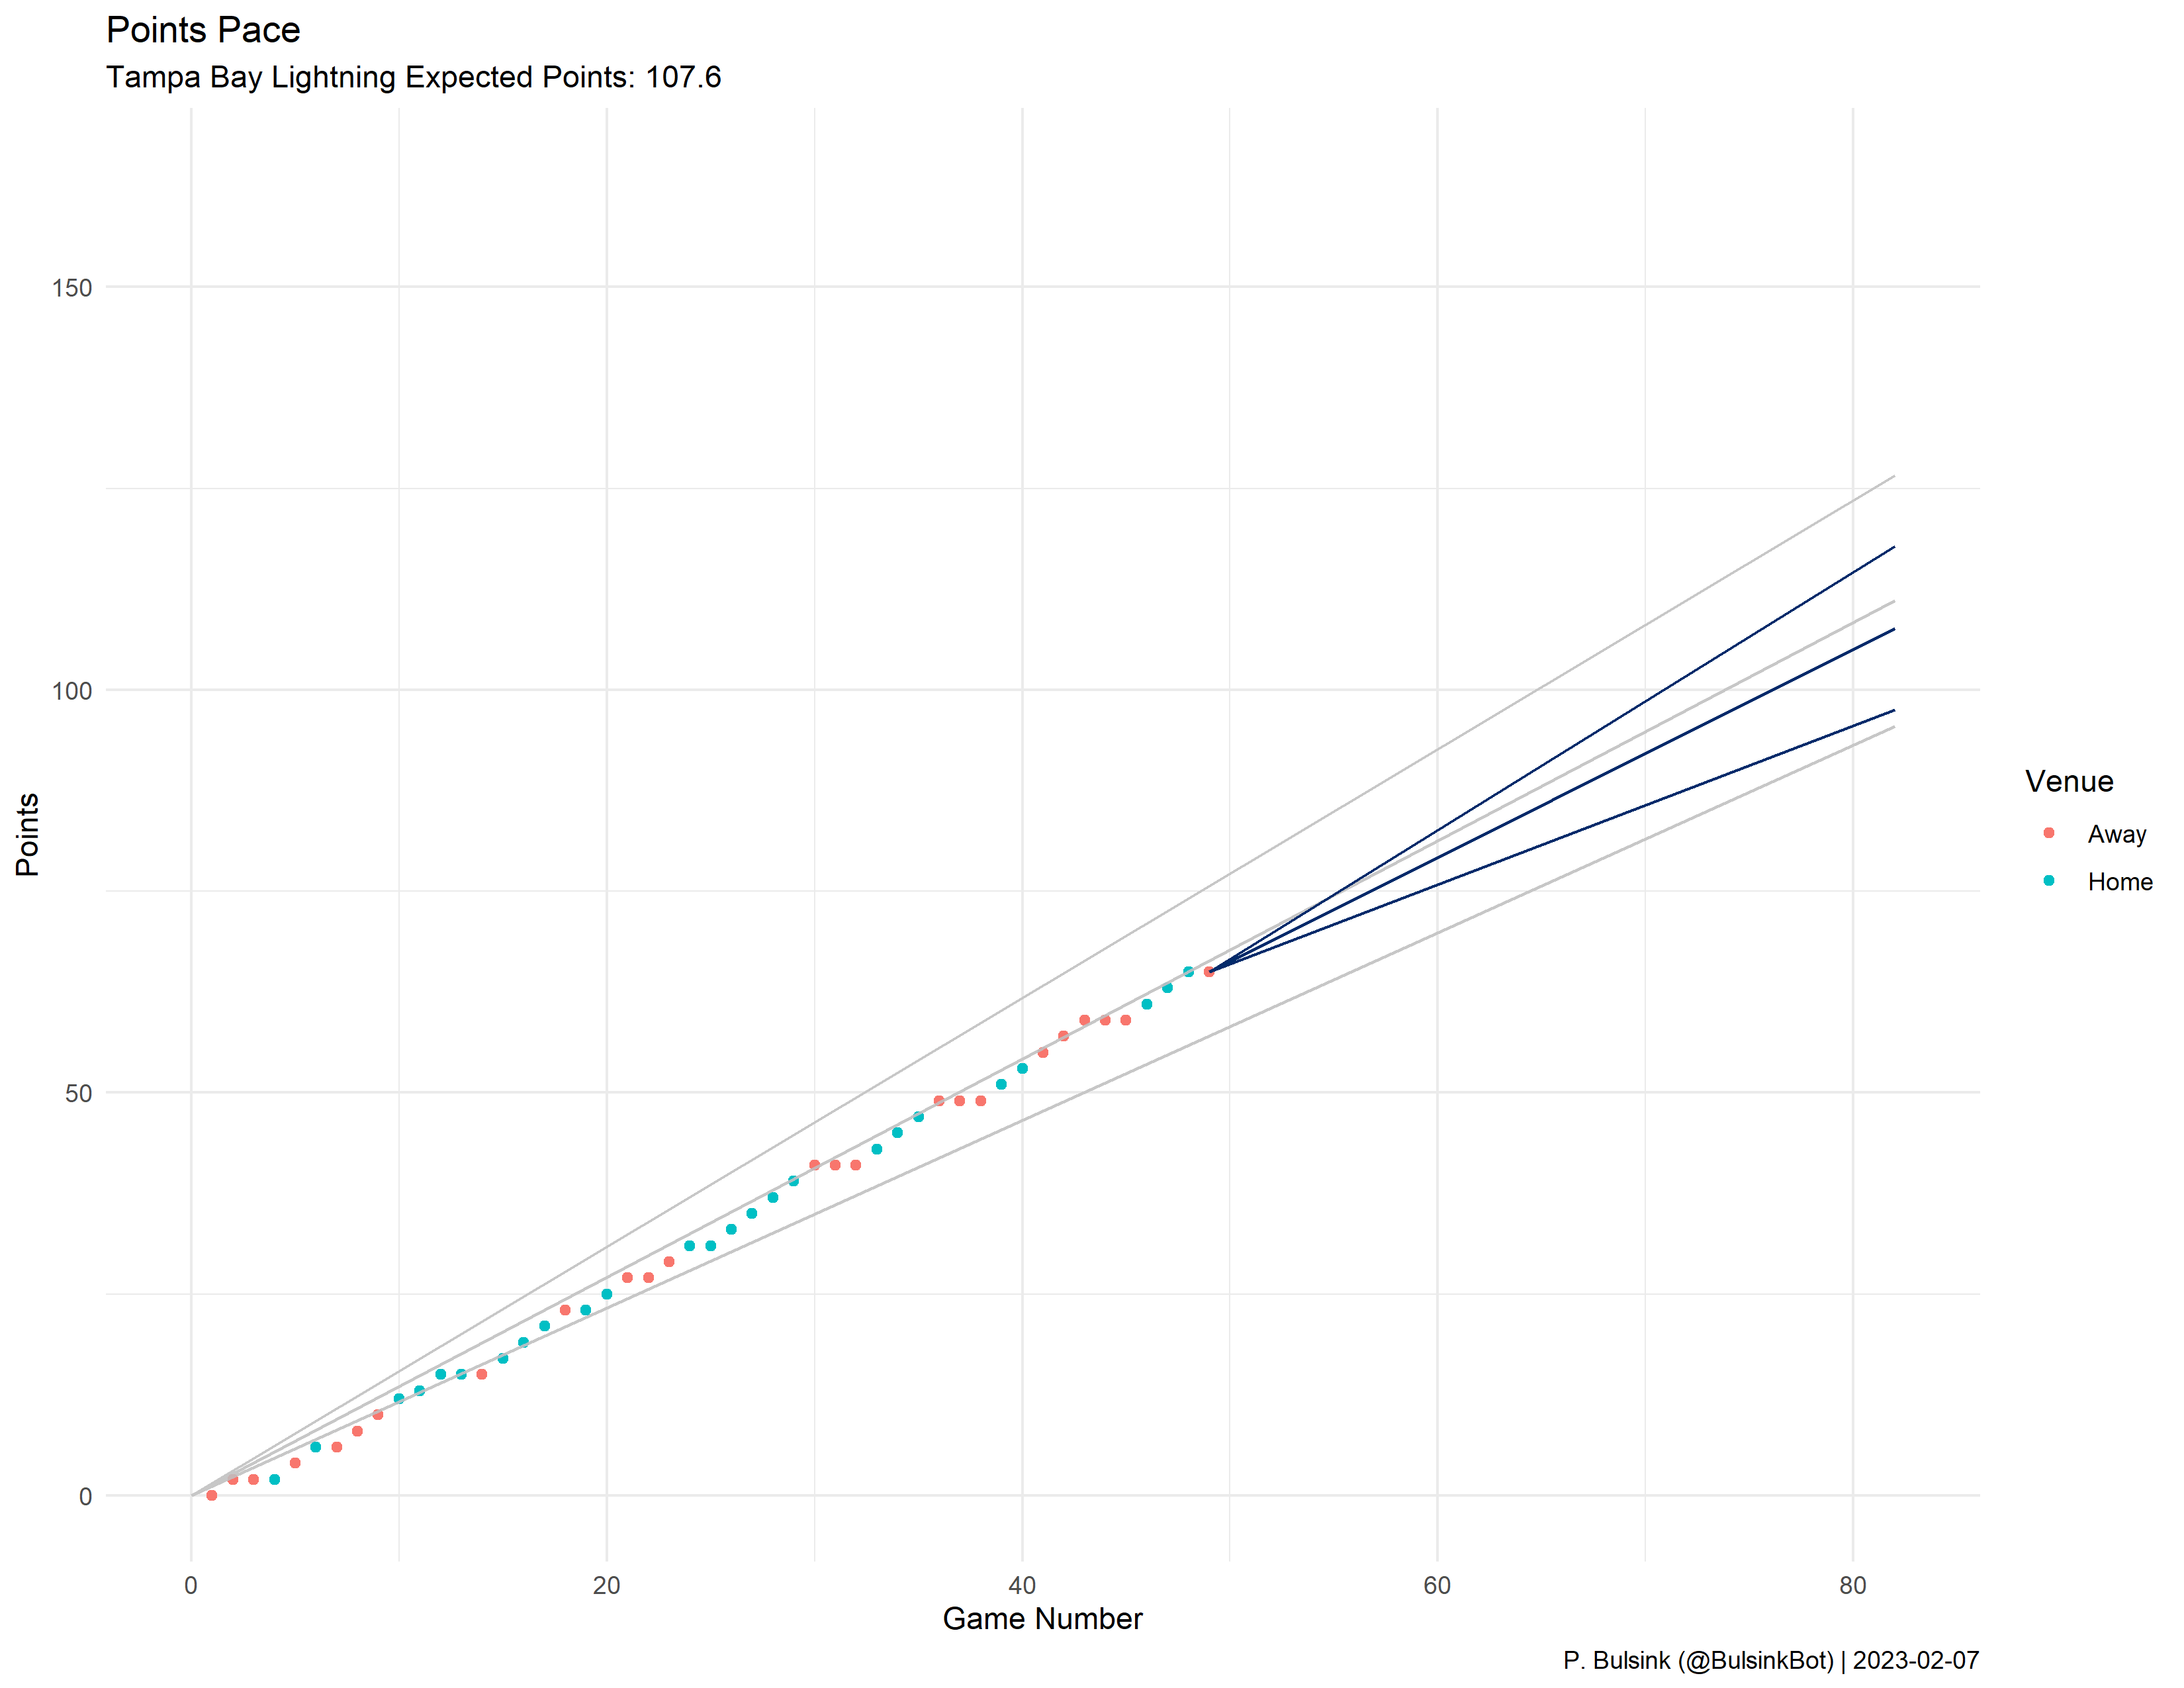 Points Pace
Tampa Bay Lightning Expected Points: 107.6
150
100
50
0
Points
0 20 40 60 80
Game Number
Venue
Away
Home
P. Bulsink (@BulsinkBot) | 2023-02-07